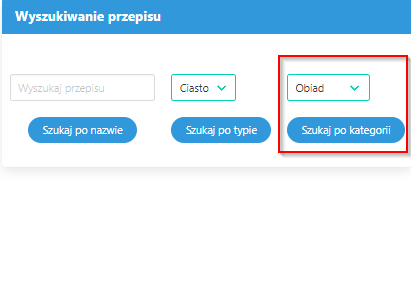 Wyszukiwanie przepisu
Wyszukaj przepisu
Ciasto
Obiad
Szukaj po nazwie
Szukaj po typie
Szukaj po kategorii